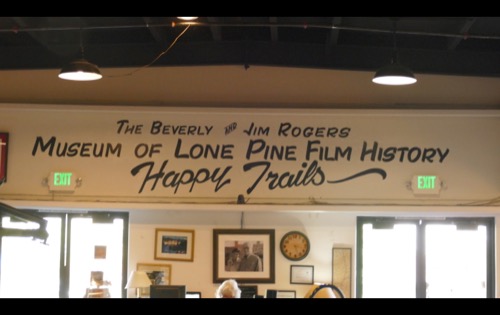 The Beverly and Jim Rogers
Museum of Lone Pine Film History
Happy Trails
EXIT
EXIT